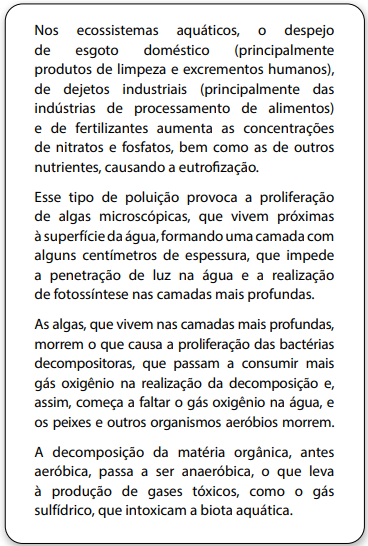 Nos ecossistemas aquáticos, o despejo
de esgoto doméstico (principalmente
produtos de limpeza e excrementos humanos),
de dejetos industriais (principalmente das
indústrias de processamento de alimentos)
e de fertilizantes aumenta as concentrações
de nitratos e fosfatos, bem como as de outros
nutrientes, causando a eutrofização.
Esse tipo de poluição provoca a proliferação
de algas microscópicas, que vivem próximas
à superfície da água, formando uma camada com
alguns centímetros de espessura, que impede
a penetração de luz na água e a realização
de fotossíntese nas camadas mais profundas.
As algas, que vivem nas camadas mais profundas,
morrem o que causa a proliferação das bactérias
decompositoras, que passam a consumir mais
gás oxigênio na realização da decomposição e,
assim, começa a faltar o gás oxigênio na água, e
os peixes e outros organismos aeróbios morrem.
A decomposição da matéria orgânica, antes
aeróbica, passa a ser anaeróbica, o que leva
à produção de gases tóxicos, como o gás
sulfídrico, que intoxicam a biota aquática.